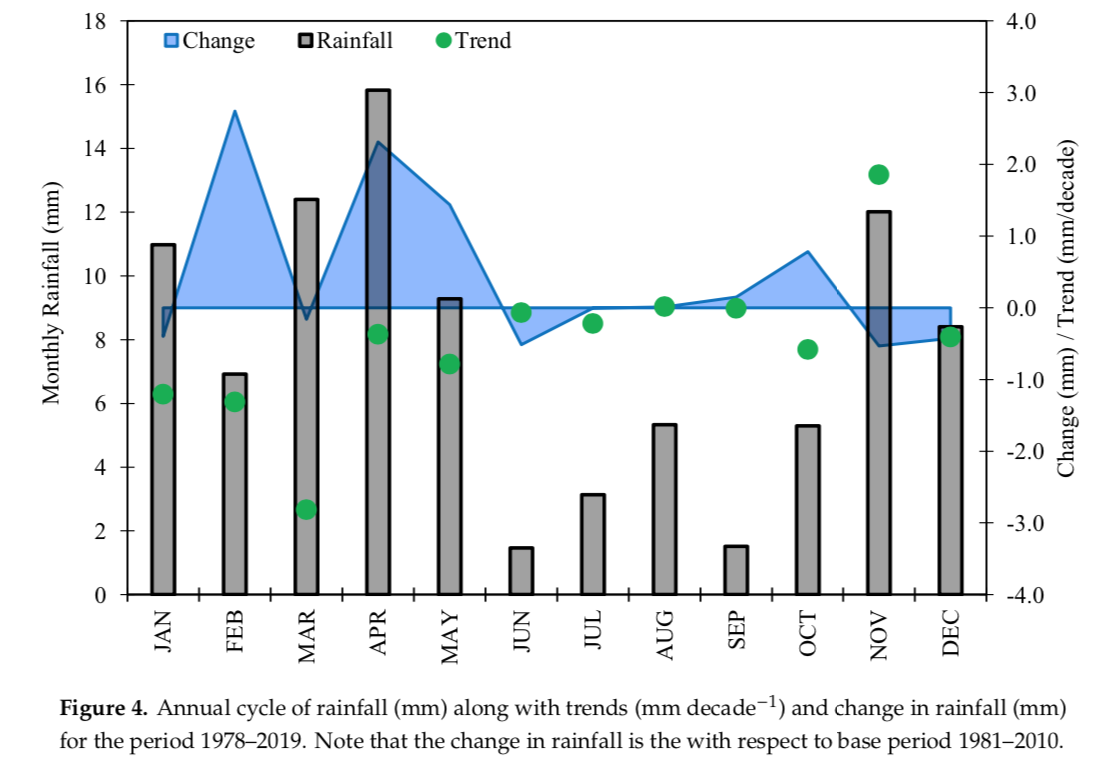 18
16
14
12
10
8
6
4
2
0
Monthly Rainfall (mm)
Change
Rainfall
Trend
4.0
3.0
2.0
1.0
0.0
-1.0
-2.0
-3.0
-4.0
Change (mm) / Trend (mm/decade)
JAN
FEB
MAR
APR
MAY
JUN
JUL
AUG
SEP
OCT
NOV
DEC
Figure 4. Annual cycle of rainfall (mm) along with trends (mm decade⁻¹) and change in rainfall (mm)
for the period 1978–2019. Note that the change in rainfall is the with respect to base period 1981–2010.